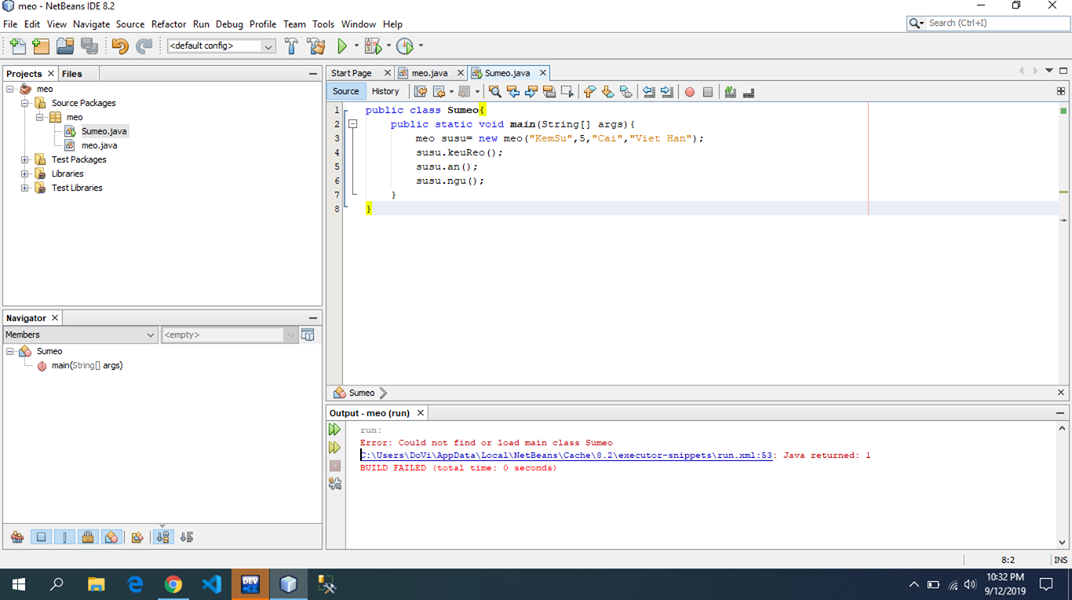 meo - NetBeans IDE 8.2
File Edit View Navigate Source Refactor Run Debug Profile Team Tools Window Help
<default config>
Search (Ctrl+I)
Projects Files
meo
Source Packages
meo
Sumeo.java
meo.java
Test Packages
Libraries
Test Libraries
Navigator
Members <empty>
Sumeo
main(String[] args)
Start Page meo.java Sumeo.java
Source History
1 public class Sumeo{
2 public static void main(String[] args){
3 meo susu= new meo("KemSu",5,"Cai","Viet Han");
4 susu.keuReo();
5 susu.an();
6 susu.ngu();
7 }
8 }
Sumeo
Output - meo (run)
run:
Error: Could not find or load main class Sumeo
C:\Users\DoVi\AppData\Local\NetBeans\Cache\8.2\executor-snippets\run.xml:53: Java returned: 1
BUILD FAILED (total time: 0 seconds)
8:2 INS
DEV
10:32 PM
9/12/2019